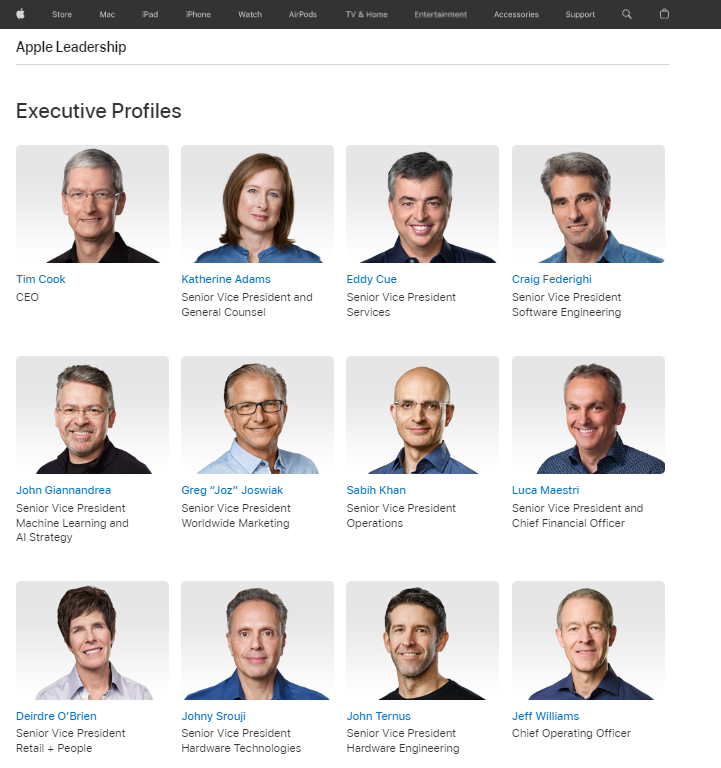 Store Mac iPad iPhone Watch AirPods TV & Home Entertainment Accessories Support
Apple Leadership
Executive Profiles
Tim Cook
CEO
Katherine Adams
Senior Vice President and
General Counsel
Eddy Cue
Senior Vice President
Services
Craig Federighi
Senior Vice President
Software Engineering
John Giannandrea
Senior Vice President
Machine Learning and
AI Strategy
Greg “Joz” Joswiak
Senior Vice President
Worldwide Marketing
Sabih Khan
Senior Vice President
Operations
Luca Maestri
Senior Vice President and
Chief Financial Officer
Deirdre O’Brien
Senior Vice President
Retail + People
Johny Srouji
Senior Vice President
Hardware Technologies
John Ternus
Senior Vice President
Hardware Engineering
Jeff Williams
Chief Operating Officer